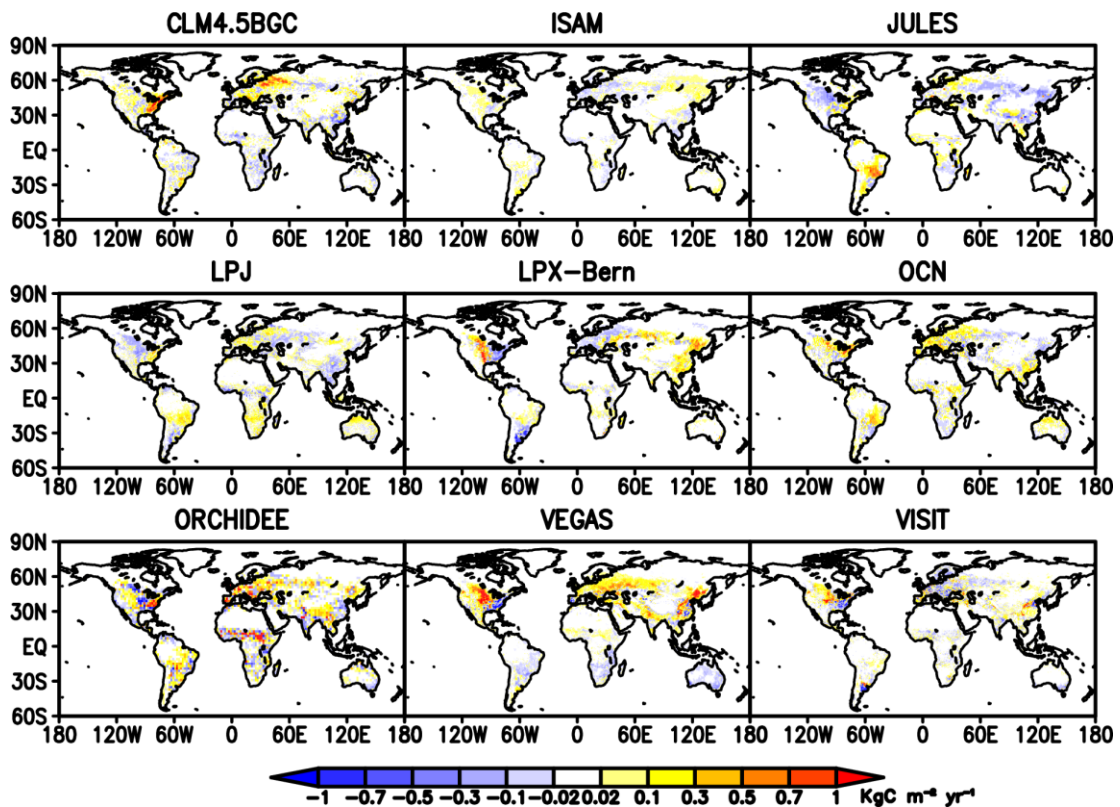 CLM4.5BGC ISAM JULES
90N
60N
30N
EQ
30S
60S
180 120W 60W 0 60E 120E 180 120W 60W 0 60E 120E 180 120W 60W 0 60E 120E 180
LPJ LPX-Bern OCN
90N
60N
30N
EQ
30S
60S
180 120W 60W 0 60E 120E 180 120W 60W 0 60E 120E 180 120W 60W 0 60E 120E 180
ORCHIDEE VEGAS VISIT
90N
60N
30N
EQ
30S
60S
180 120W 60W 0 60E 120E 180 120W 60W 0 60E 120E 180 120W 60W 0 60E 120E 180
-1 -0.7 -0.5 -0.3 -0.1 -0.02 0.02 0.1 0.3 0.5 0.7 1 KgC m⁻² yr⁻¹